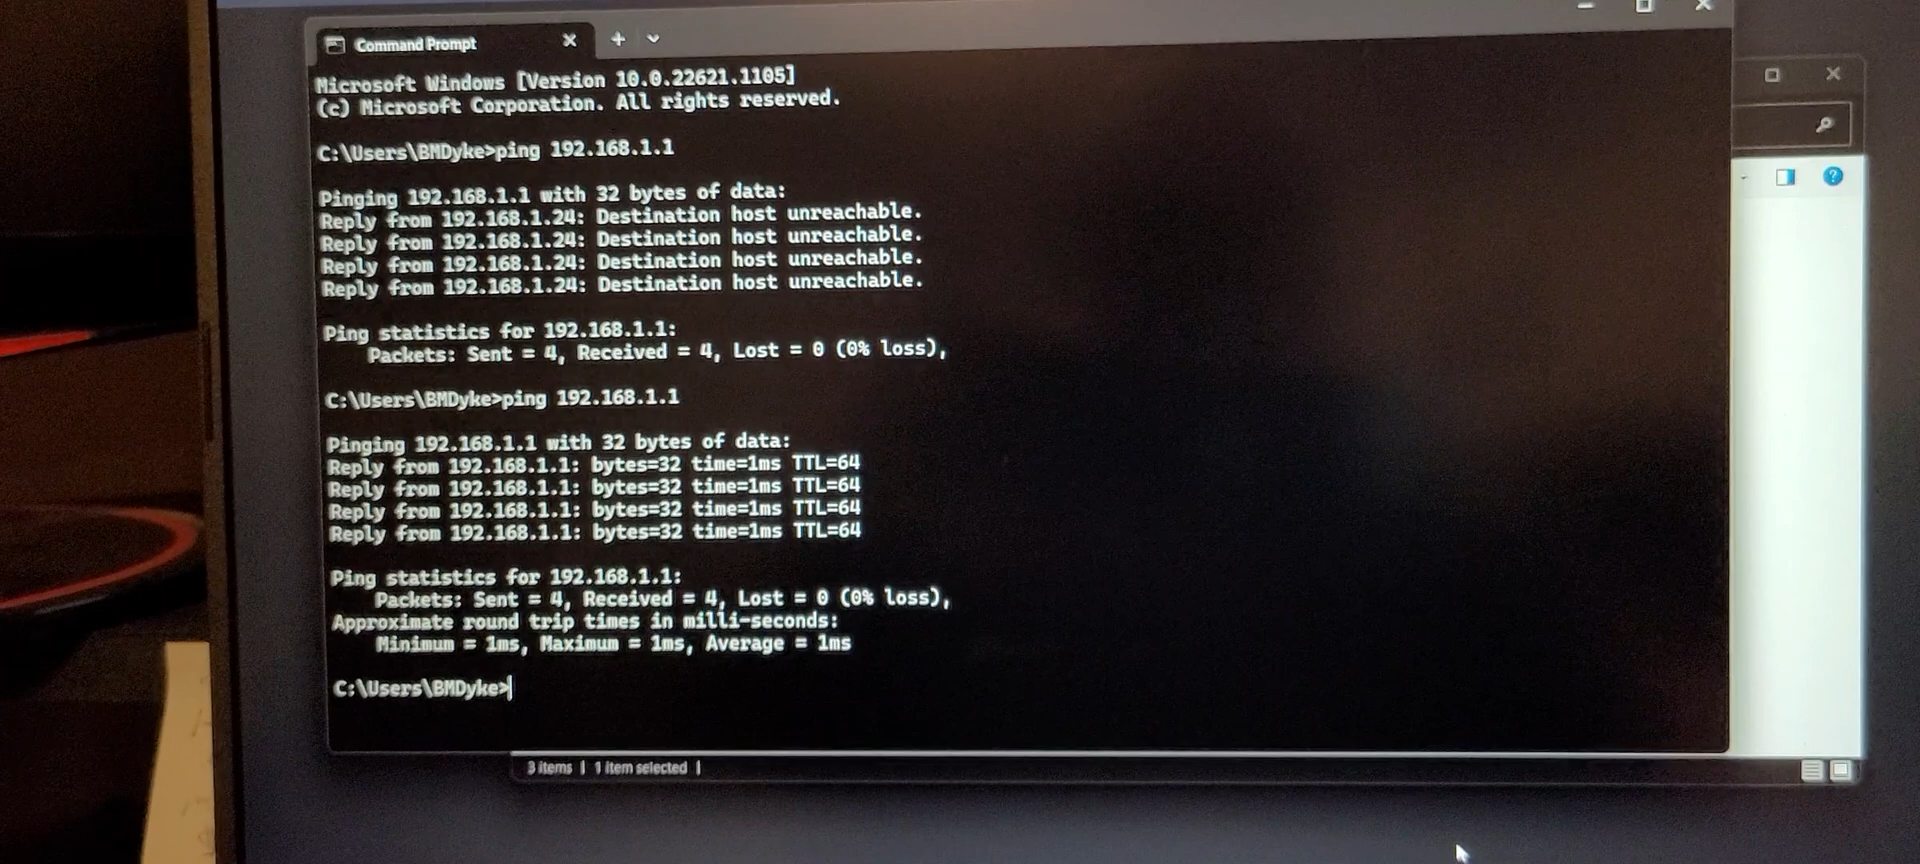 Command Prompt
Microsoft Windows [Version 10.0.22621.1105]
(c) Microsoft Corporation. All rights reserved.
C:\Users\BMDyke>ping 192.168.1.1
Pinging 192.168.1.1 with 32 bytes of data:
Reply from 192.168.1.24: Destination host unreachable.
Reply from 192.168.1.24: Destination host unreachable.
Reply from 192.168.1.24: Destination host unreachable.
Reply from 192.168.1.24: Destination host unreachable.
Ping statistics for 192.168.1.1:
Packets: Sent = 4, Received = 4, Lost = 0 (0% loss),
C:\Users\BMDyke>ping 192.168.1.1
Pinging 192.168.1.1 with 32 bytes of data:
Reply from 192.168.1.1: bytes=32 time=1ms TTL=64
Reply from 192.168.1.1: bytes=32 time=1ms TTL=64
Reply from 192.168.1.1: bytes=32 time=1ms TTL=64
Reply from 192.168.1.1: bytes=32 time=1ms TTL=64
Ping statistics for 192.168.1.1:
Packets: Sent = 4, Received = 4, Lost = 0 (0% loss),
Approximate round trip times in milli-seconds:
Minimum = 1ms, Maximum = 1ms, Average = 1ms
C:\Users\BMDyke>
3 items | 1 item selected |